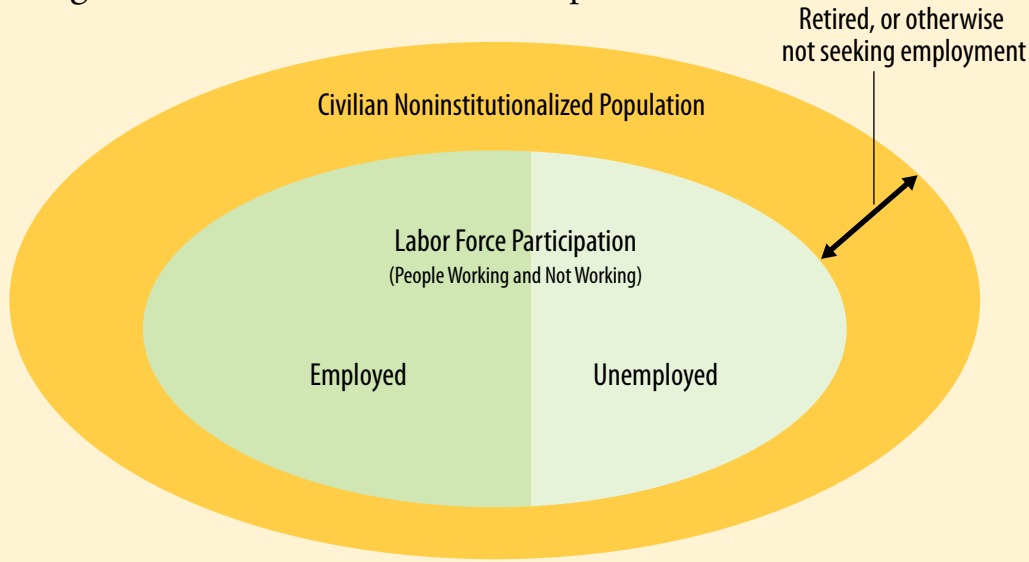 Retired, or otherwise
not seeking employment
Civilian Noninstitutionalized Population
Labor Force Participation
(People Working and Not Working)
Employed
Unemployed